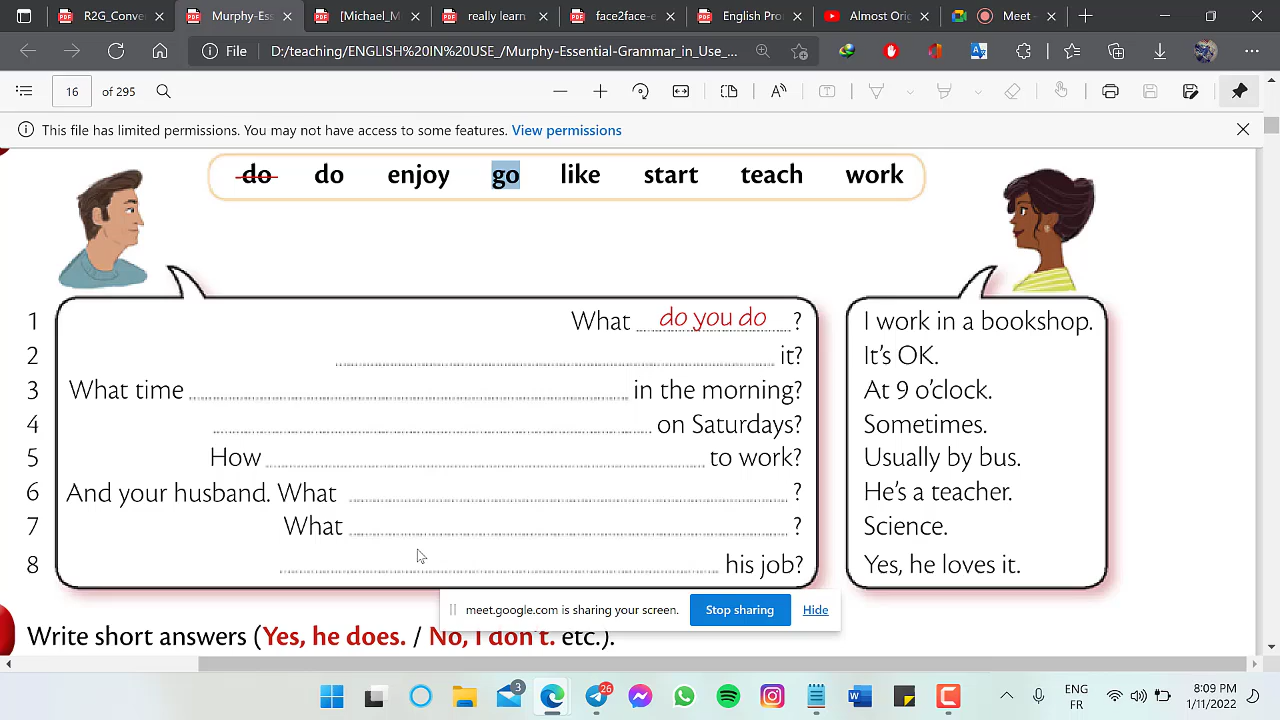 R2G_Conve
Murphy-Ess
[Michael_M
really learn
face2face-e
English Pro
Almos
Meet -
File D:/teaching/ENGLISH%20IN%20USE_/Murphy-Essential-Grammar_in_Use_...
16 of 295
This file has limited permissions. You may not have access to some features. View permissions
do do enjoy go like start teach work
1 What do you do ? I work in a bookshop.
2 it? It's OK.
3 What time in the morning? At 9 o'clock.
4 on Saturdays? Sometimes.
5 How to work? Usually by bus.
6 And your husband. What ? He's a teacher.
7 What ? Science.
8 his job? Yes, he loves it.
meet.google.com is sharing your screen. Stop sharing Hide
Write short answers (Yes, he does. / No, I don't. etc.).
3
26
ENG
FR
8:09 PM
1/11/2022